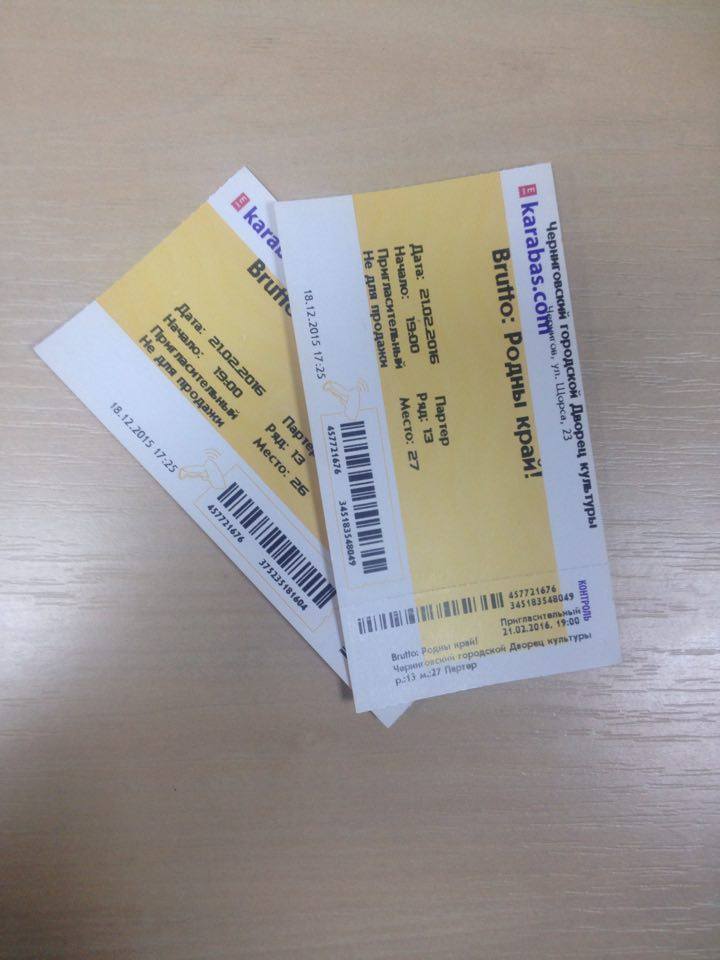 E karabas.com
Черниговский городской Дворец культуры
Чернигов, ул. Щорса, 23
Brutto: Родны край!
Дата: 21.02.2016
Начало: 19:00
Пригласительный
Не для продажи
Партер
Ряд: 13
Место: 27
18.12.2015 17:25
457721676 345183548049
КОНТРОЛЬ
457721676
345183548049
Пригласительный
21.02.2016, 19:00
Brutto: Родны край!
Черниговский городской Дворец культуры
р.:13 м.:27 Партер
E karaba
Brutto
Дата: 21.02.2016
Начало: 19:00
Пригласительный
Не для продажи
Партер
Ряд: 13
Место: 26
18.12.2015 17:25
457721676 375235181604